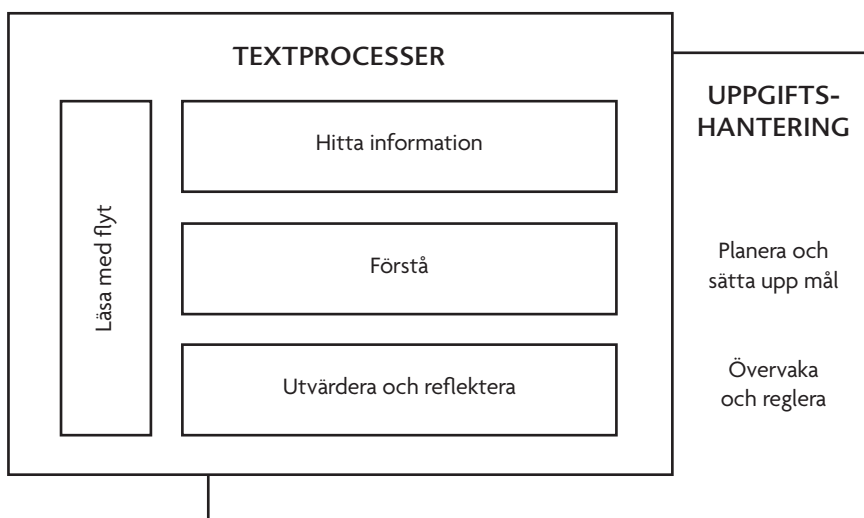 TEXTPROCESSER
Läsa med flyt
Hitta information
Förstå
Utvärdera och reflektera
UPPGIFTS-
HANTERING
Planera och
sätta upp mål
Övervaka
och reglera